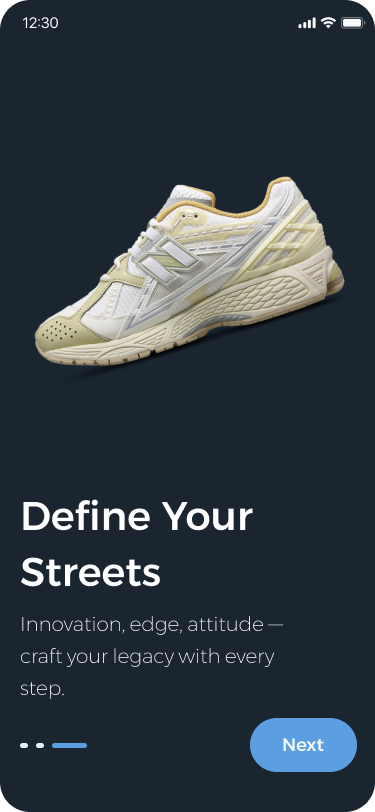 12:30
N
Define Your
Streets
Innovation, edge, attitude —
craft your legacy with every
step.
Next